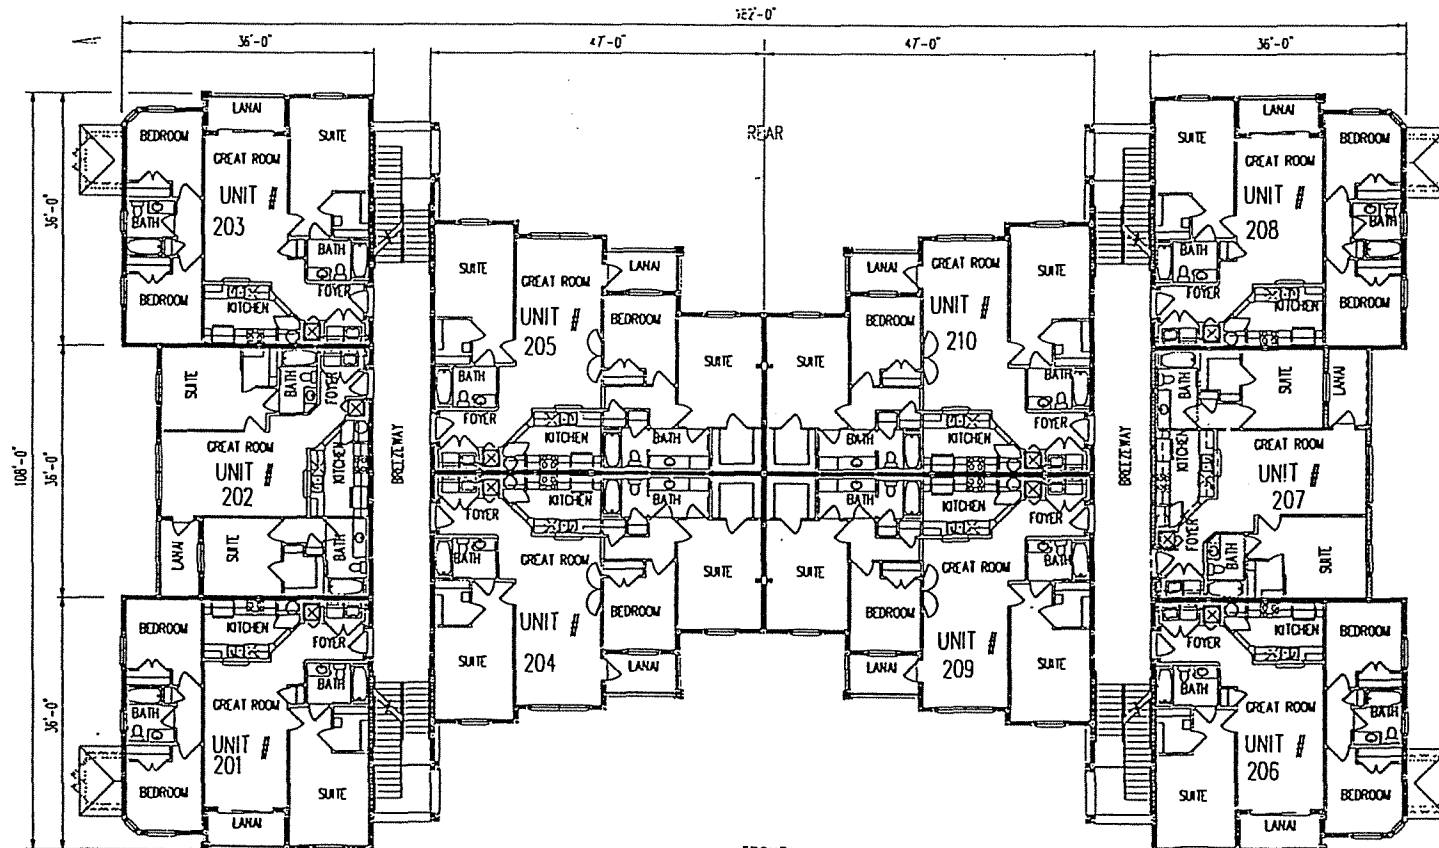 182'-0"
36'-0"
47'-0"
47'-0"
36'-0"
REAR
108'-0"
36'-0"
36'-0"
36'-0"
LANAI
BEDROOM
SUITE
GREAT ROOM
UNIT #
203
BATH
BATH
BEDROOM
FOYER
KITCHEN
SUITE
BATH
FOYER
GREAT ROOM
UNIT #
202
KITCHEN
LANAI
SUITE
BATH
BEDROOM
KITCHEN
FOYER
BATH
BATH
GREAT ROOM
UNIT #
201
BEDROOM
SUITE
LANAI
BREEZEWAY
SUITE
GREAT ROOM
LANAI
UNIT #
205
BEDROOM
SUITE
BATH
FOYER
KITCHEN
BATH
KITCHEN
BATH
FOYER
BATH
GREAT ROOM
SUITE
BEDROOM
UNIT #
204
SUITE
LANAI
LANAI
GREAT ROOM
SUITE
BEDROOM
UNIT #
210
SUITE
BATH
FOYER
BATH
KITCHEN
BATH
KITCHEN
FOYER
BATH
GREAT ROOM
SUITE
BEDROOM
UNIT #
209
SUITE
LANAI
BREEZEWAY
LANAI
SUITE
BEDROOM
GREAT ROOM
UNIT #
208
BATH
BATH
FOYER
KITCHEN
BEDROOM
BATH
SUITE
LANAI
GREAT ROOM
KITCHEN
UNIT #
207
FOYER
BATH
SUITE
FOYER
KITCHEN
BEDROOM
BATH
BATH
GREAT ROOM
UNIT #
206
SUITE
BEDROOM
LANAI